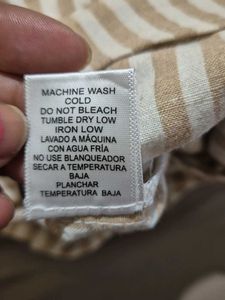 MACHINE WASH
COLD
DO NOT BLEACH
TUMBLE DRY LOW
IRON LOW
LAVADO A MÁQUINA
CON AGUA FRÍA
NO USE BLANQUEADOR
SECAR A TEMPERATURA
BAJA
PLANCHAR
TEMPERATURA BAJA